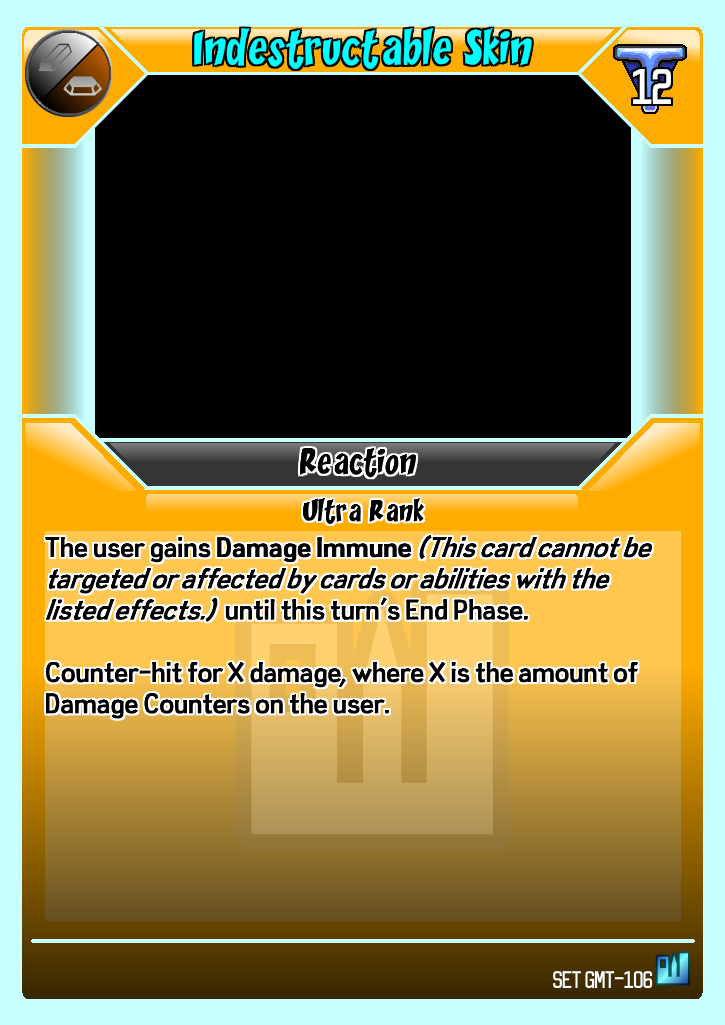 Indestructable Skin
12
Reaction
Ultra Rank
The user gains Damage Immune (This card cannot be
targeted or affected by cards or abilities with the
listed effects.) until this turn's End Phase.
Counter-hit for X damage, where X is the amount of
Damage Counters on the user.
SET GMT-106